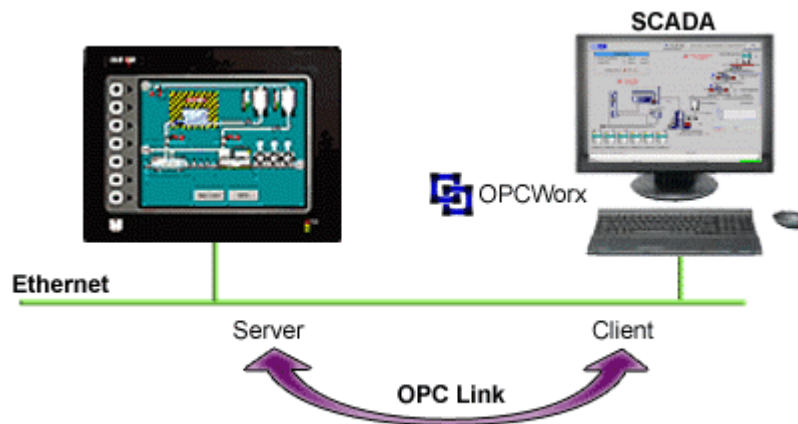 SCADA
OPCWorx
Ethernet
Server
Client
OPC Link